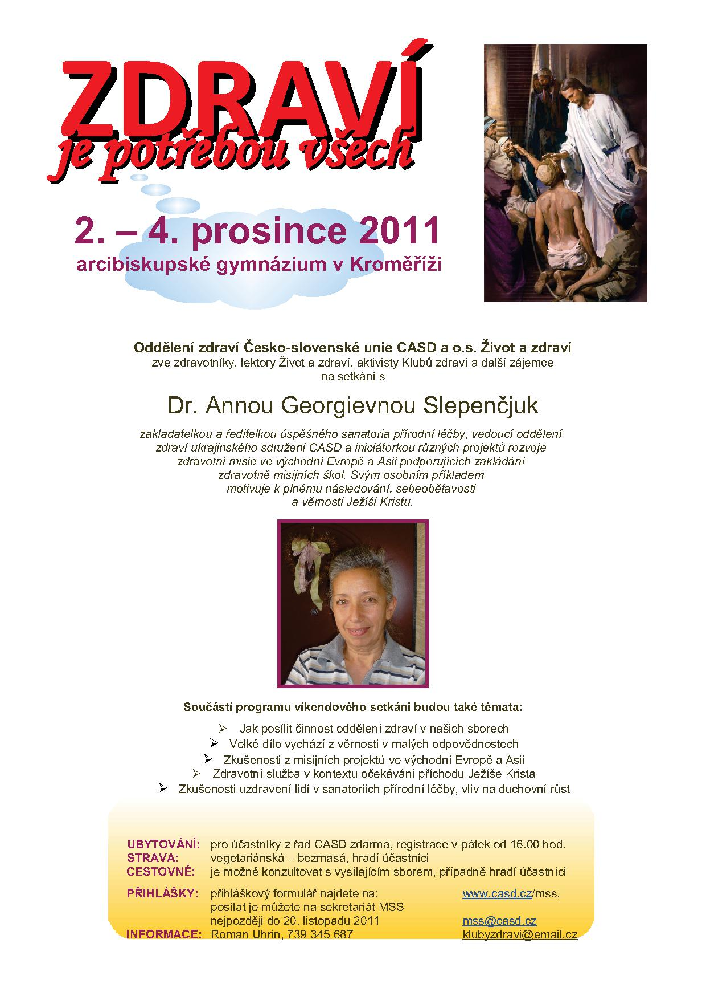 ZDRAVÍ
je potřebou všech
2. – 4. prosince 2011
arcibiskupské gymnázium v Kroměříži
Oddělení zdraví Česko-slovenské unie CASD a o.s. Život a zdraví
zve zdravotníky, lektory Život a zdraví, aktivisty Klubů zdraví a další zájemce
na setkání s
Dr. Annou Georgievnou Slepenčjuk
zakladatelkou a ředitelkou úspěšného sanatoria přírodní léčby, vedoucí oddělení
zdraví ukrajinského sdruženi CASD a iniciátorkou různých projektů rozvoje
zdravotní misie ve východní Evropě a Asii podporujících zakládání
zdravotně misijních škol. Svým osobním příkladem
motivuje k plnému následování, sebeobětavosti
a věrnosti Ježíši Kristu.
Součástí programu víkendového setkáni budou také témata:
➢ Jak posílit činnost oddělení zdraví v našich sborech
➢ Velké dílo vychází z věrnosti v malých odpovědnostech
➢ Zkušenosti z misijních projektů ve východní Evropě a Asii
➢ Zdravotní služba v kontextu očekávání příchodu Ježíše Krista
➢ Zkušenosti uzdravení lidí v sanatoriích přírodní léčby, vliv na duchovní růst
UBYTOVÁNÍ: pro účastníky z řad CASD zdarma, registrace v pátek od 16.00 hod.
STRAVA: vegetariánská – bezmasá, hradí účastníci
CESTOVNÉ: je možné konzultovat s vysílajícím sborem, případně hradí účastníci
PŘIHLÁŠKY: přihláškový formulář najdete na: www.casd.cz/mss,
posílat je můžete na sekretariát MSS
nejpozději do 20. listopadu 2011 mss@casd.cz
INFORMACE: Roman Uhrin, 739 345 687 klubyzdravi@email.cz